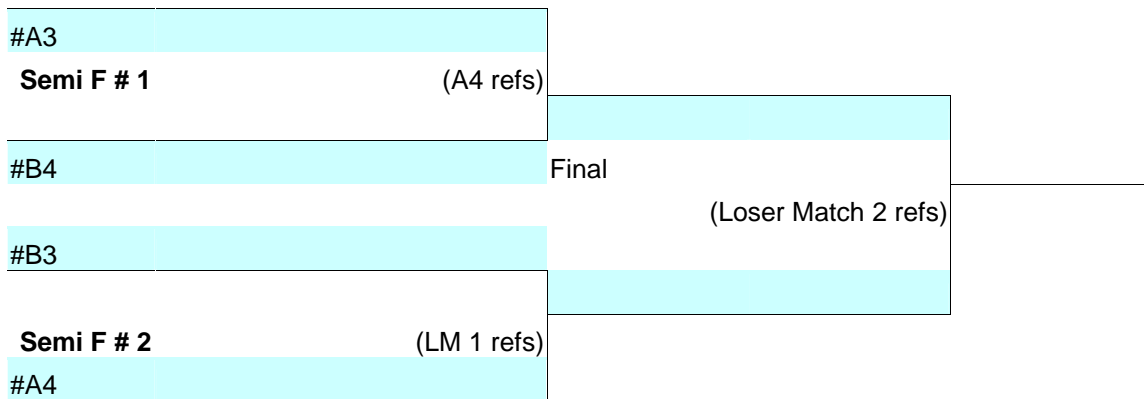 #A3
Semi F # 1 (A4 refs)
#B4 Final
(Loser Match 2 refs)
#B3
Semi F # 2 (LM 1 refs)
#A4